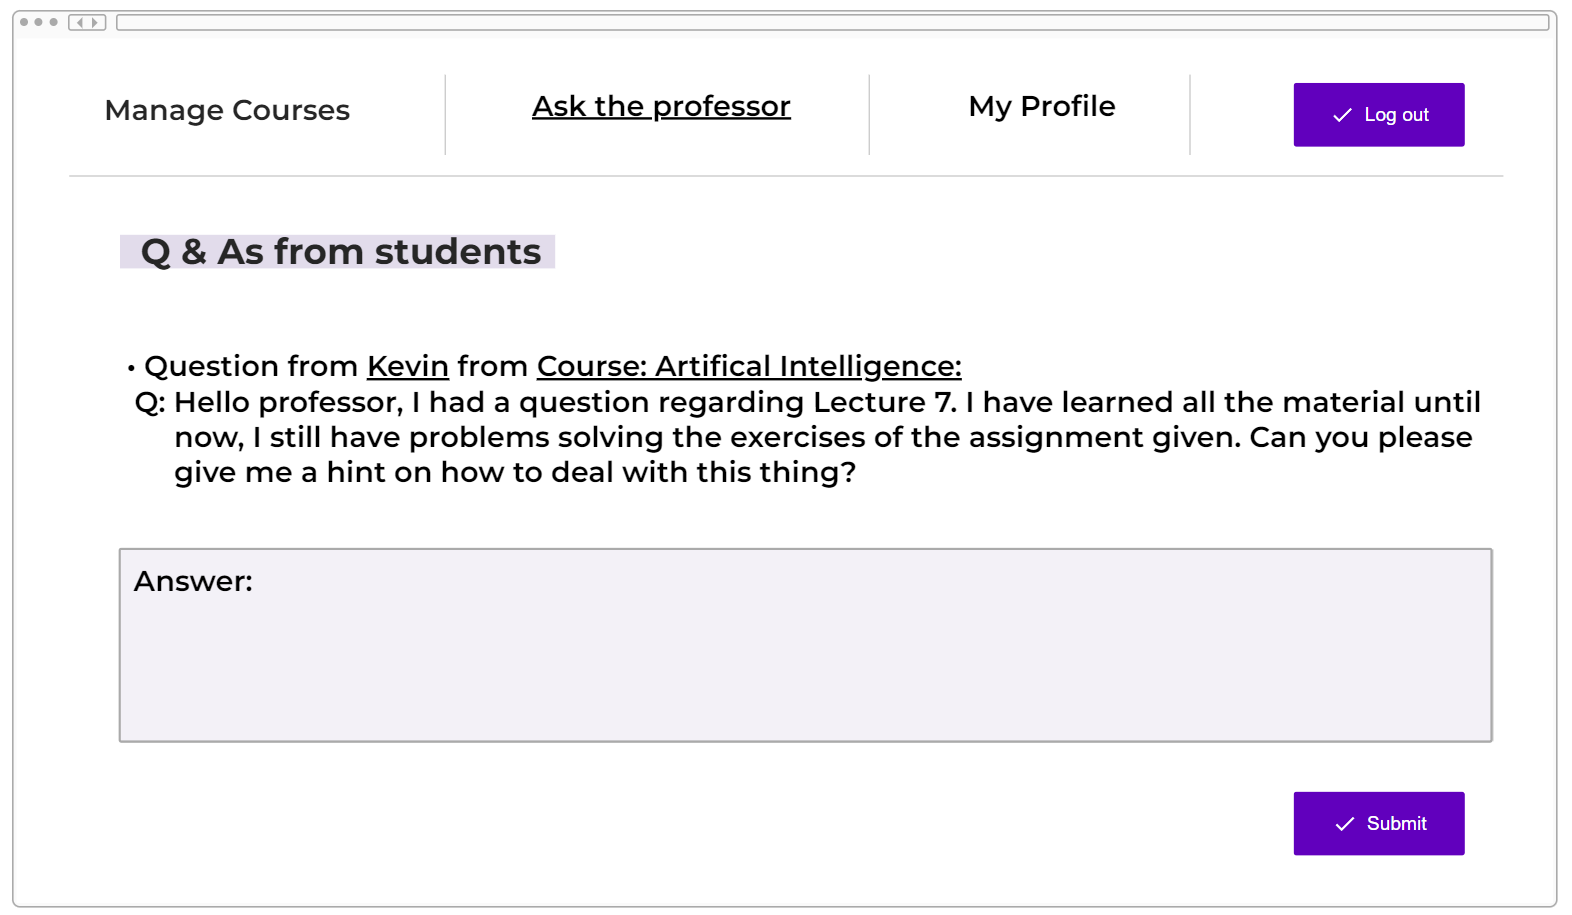 Manage Courses
Ask the professor
My Profile
Log out
Q & As from students
• Question from Kevin from Course: Artifical Intelligence:
Q: Hello professor, I had a question regarding Lecture 7. I have learned all the material until
now, I still have problems solving the exercises of the assignment given. Can you please
give me a hint on how to deal with this thing?
Answer:
Submit